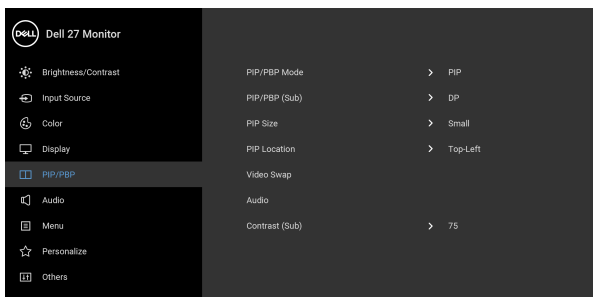 DELL Dell 27 Monitor
Brightness/Contrast
Input Source
Color
Display
PIP/PBP
Audio
Menu
Personalize
Others
PIP/PBP Mode > PIP
PIP/PBP (Sub) > DP
PIP Size > Small
PIP Location > Top-Left
Video Swap
Audio
Contrast (Sub) > 75